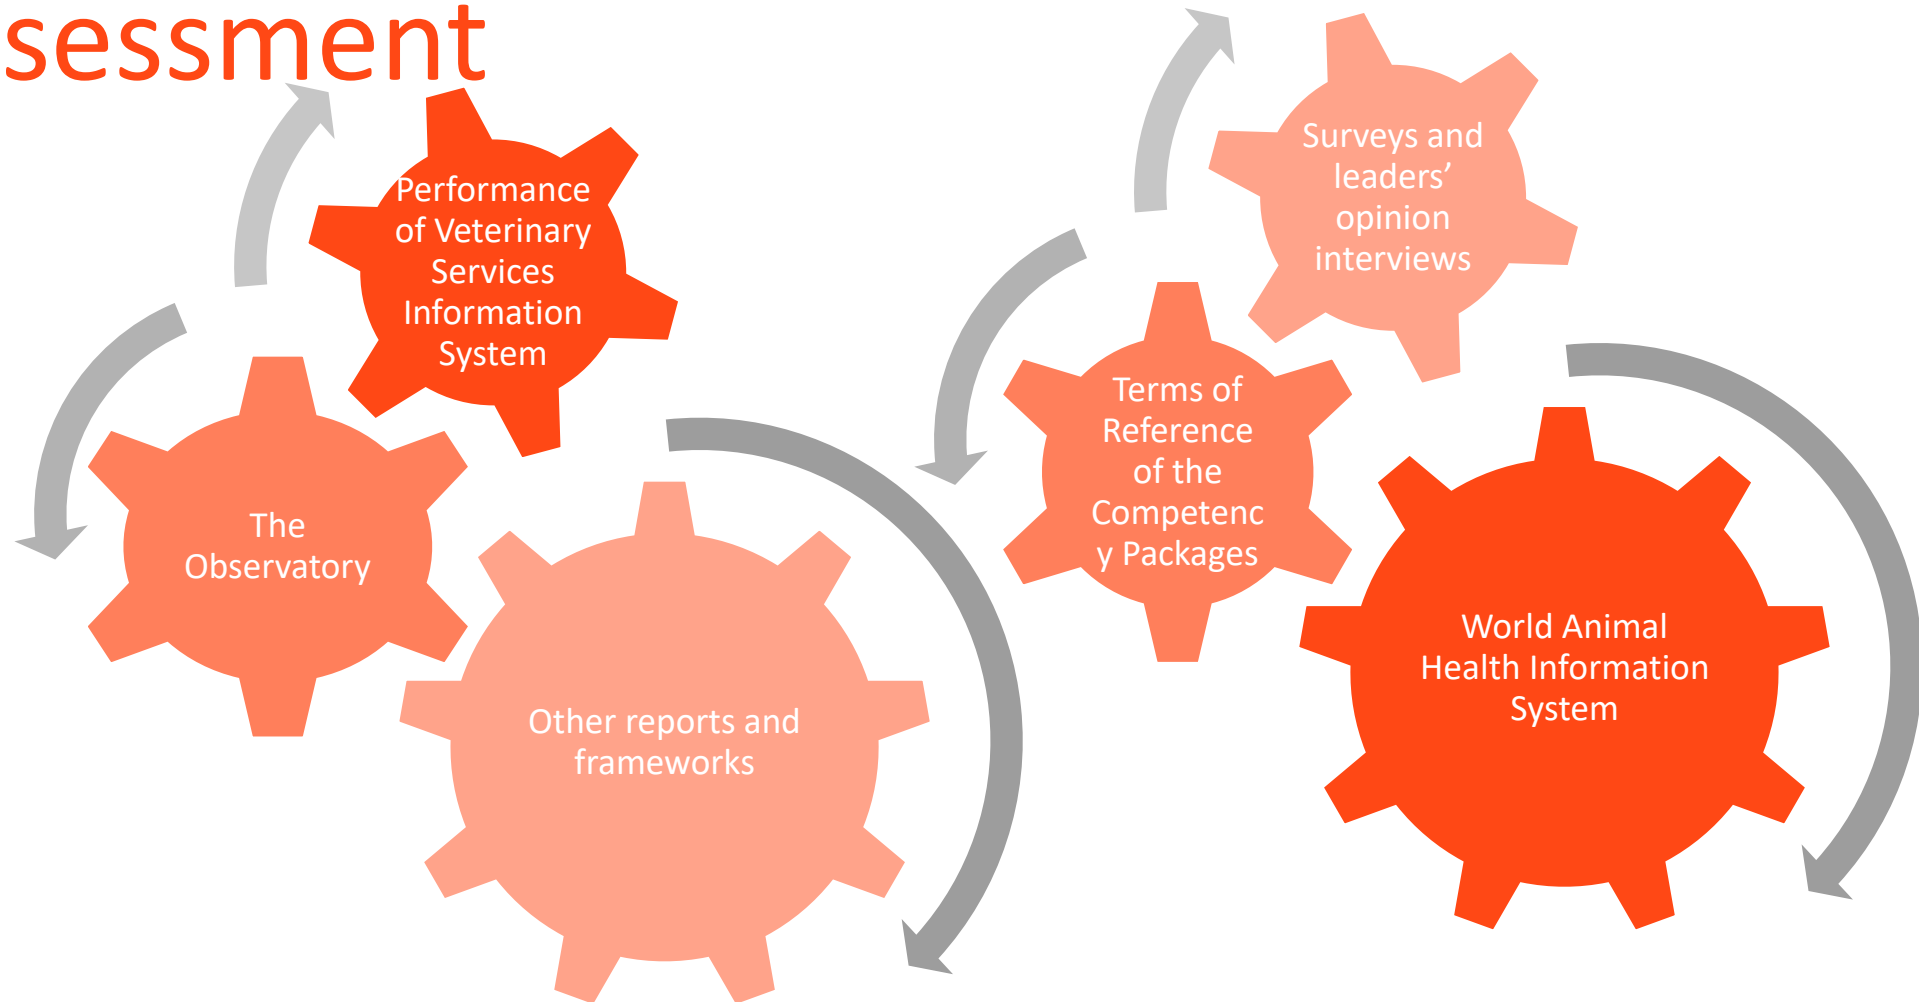 sessment
Performance
of Veterinary
Services
Information
System
The
Observatory
Other reports and
frameworks
Surveys and
leaders’
opinion
interviews
Terms of
Reference
of the
Competenc
y Packages
World Animal
Health Information
System